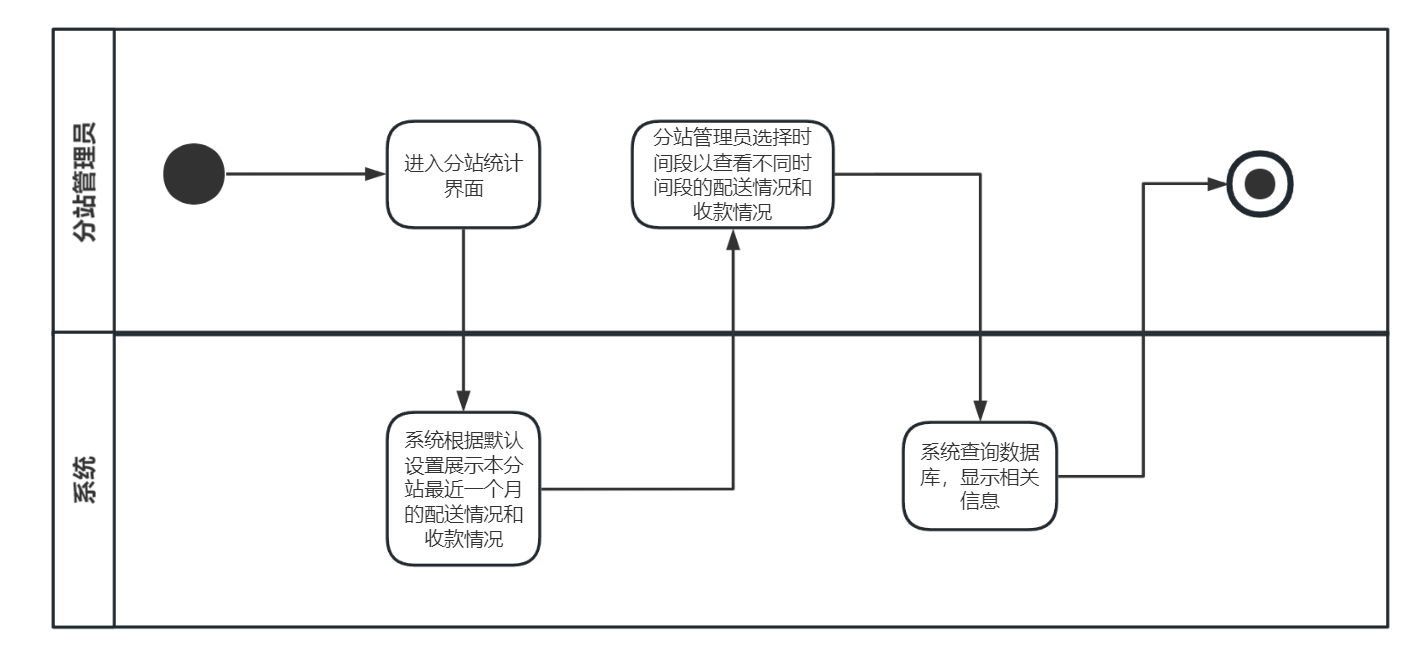 分站管理员
进入分站统计
界面
分站管理员选择时
间段以查看不同时
间段的配送情况和
收款情况
系统
系统根据默认
设置展示本分
站最近一个月
的配送情况和
收款情况
系统查询数据
库，显示相关
信息